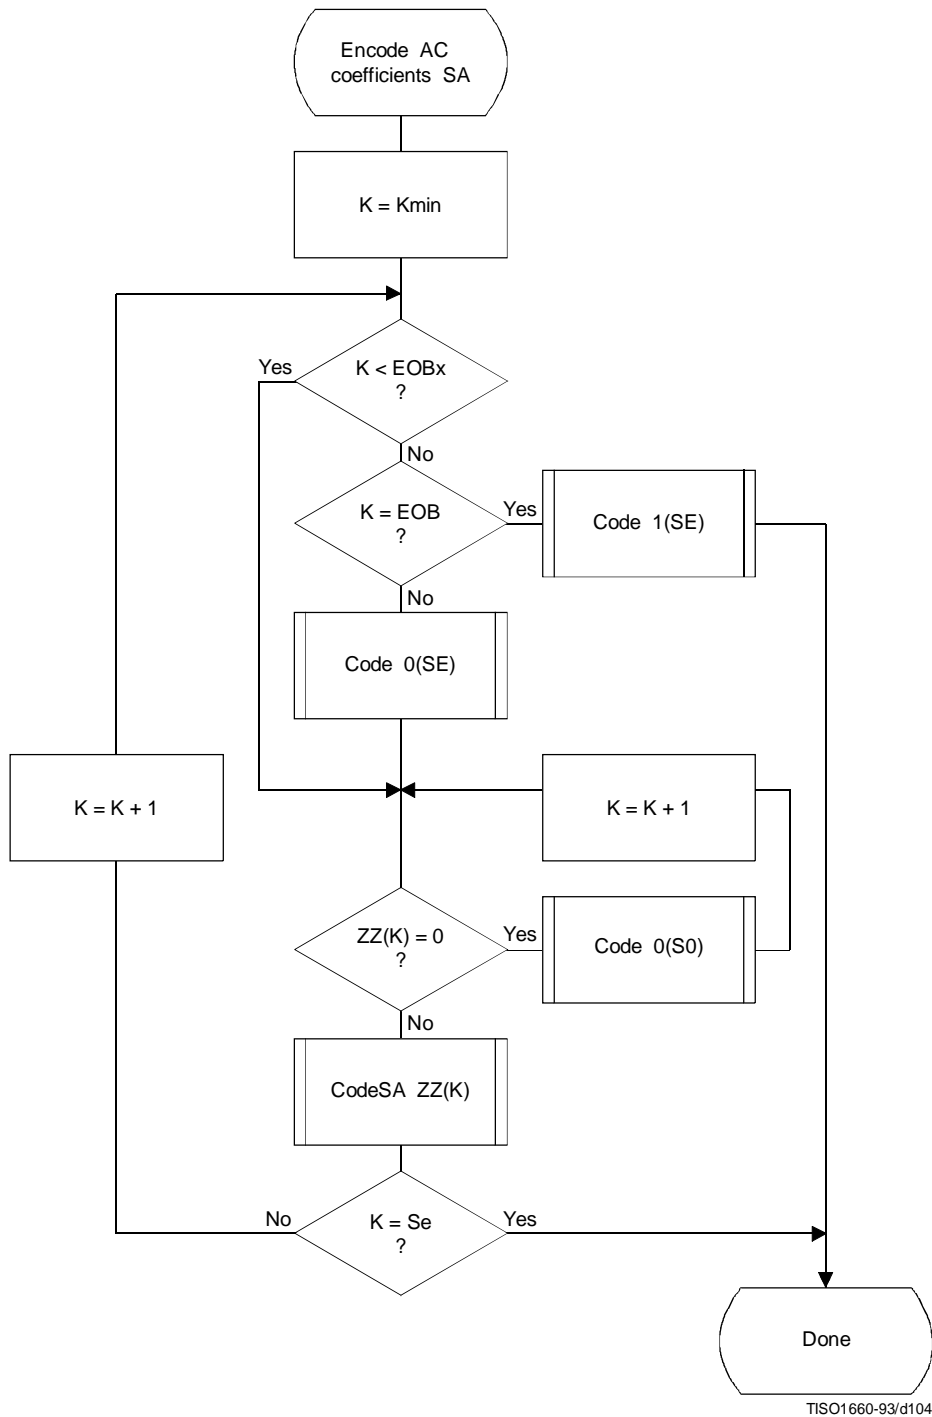 Encode AC
coefficients SA
K = Kmin
Yes
K < EOBx
?
No
K = EOB
?
Yes
Code 1(SE)
No
Code 0(SE)
K = K + 1
K = K + 1
ZZ(K) = 0
?
Yes
Code 0(S0)
No
CodeSA ZZ(K)
No
K = Se
?
Yes
Done
TISO1660-93/d104